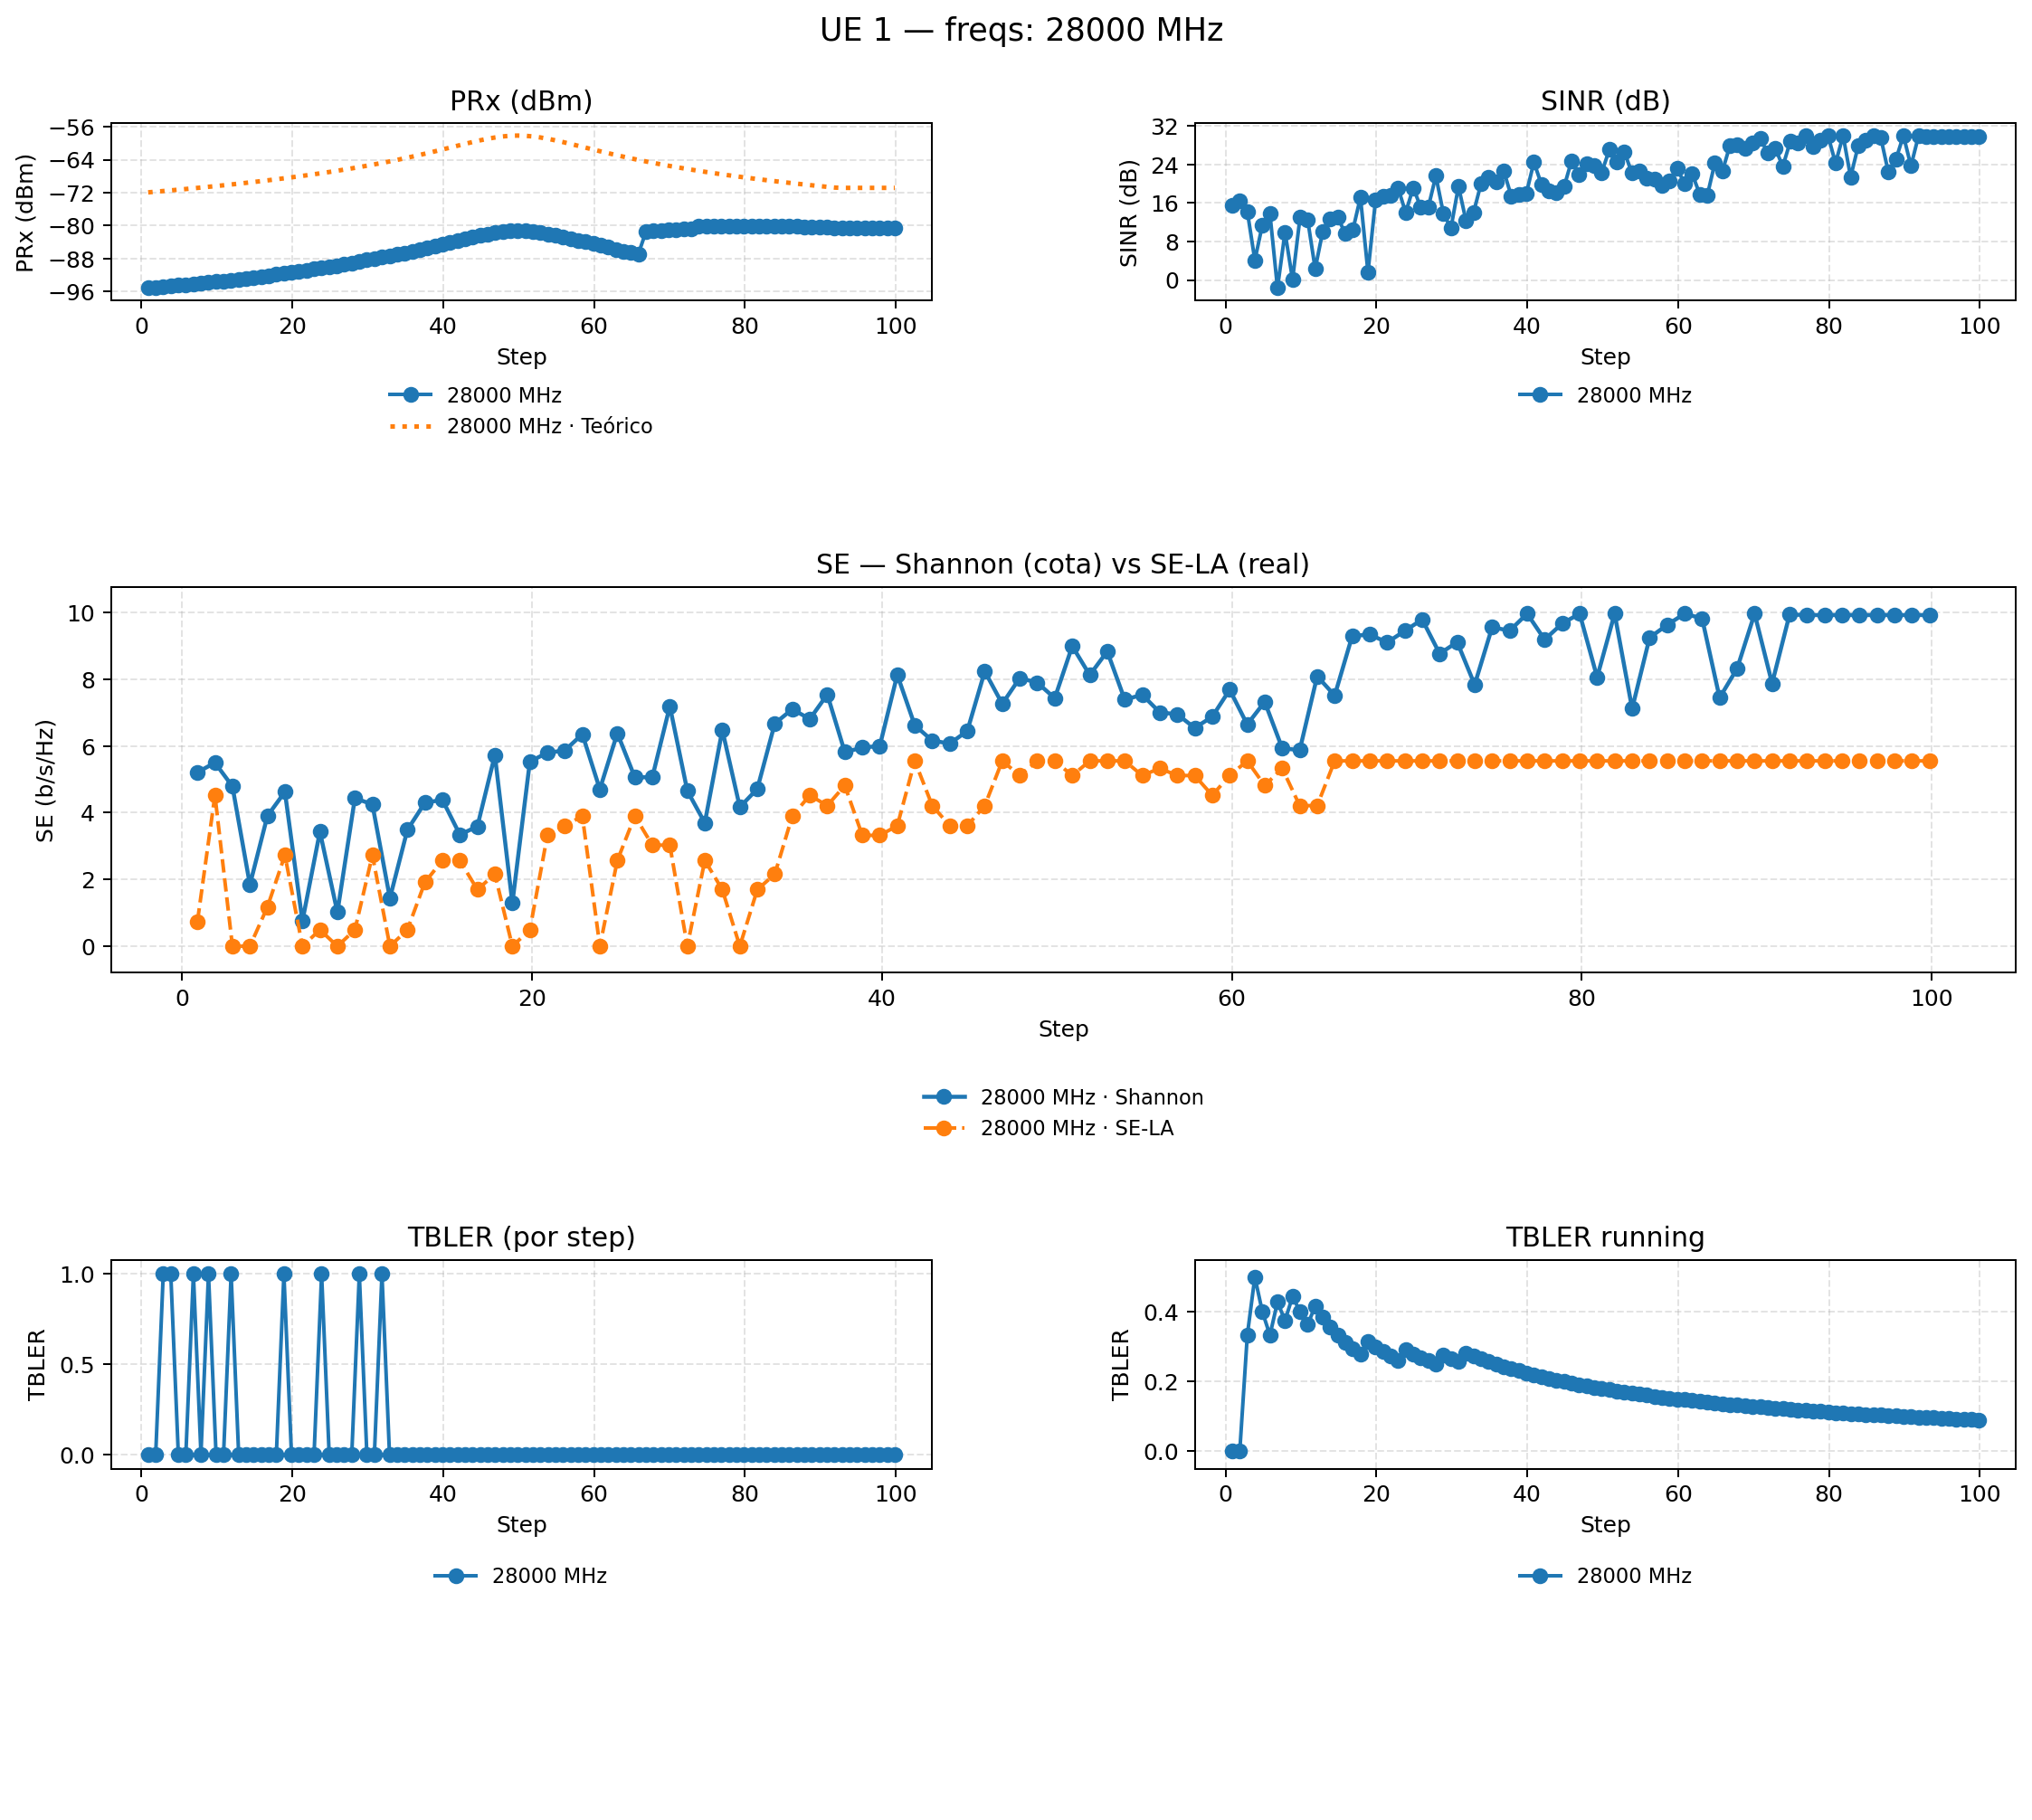 UE 1 — freqs: 28000 MHz
PRx (dBm)
PRx (dBm)
−56
−64
−72
−80
−88
−96
0 20 40 60 80 100
Step
28000 MHz
28000 MHz · Teórico
SINR (dB)
SINR (dB)
32
24
16
8
0
0 20 40 60 80 100
Step
28000 MHz
SE — Shannon (cota) vs SE-LA (real)
SE (b/s/Hz)
10
8
6
4
2
0
0 20 40 60 80 100
Step
28000 MHz · Shannon
28000 MHz · SE-LA
TBLER (por step)
TBLER
1.0
0.5
0.0
0 20 40 60 80 100
Step
28000 MHz
TBLER running
TBLER
0.4
0.2
0.0
0 20 40 60 80 100
Step
28000 MHz